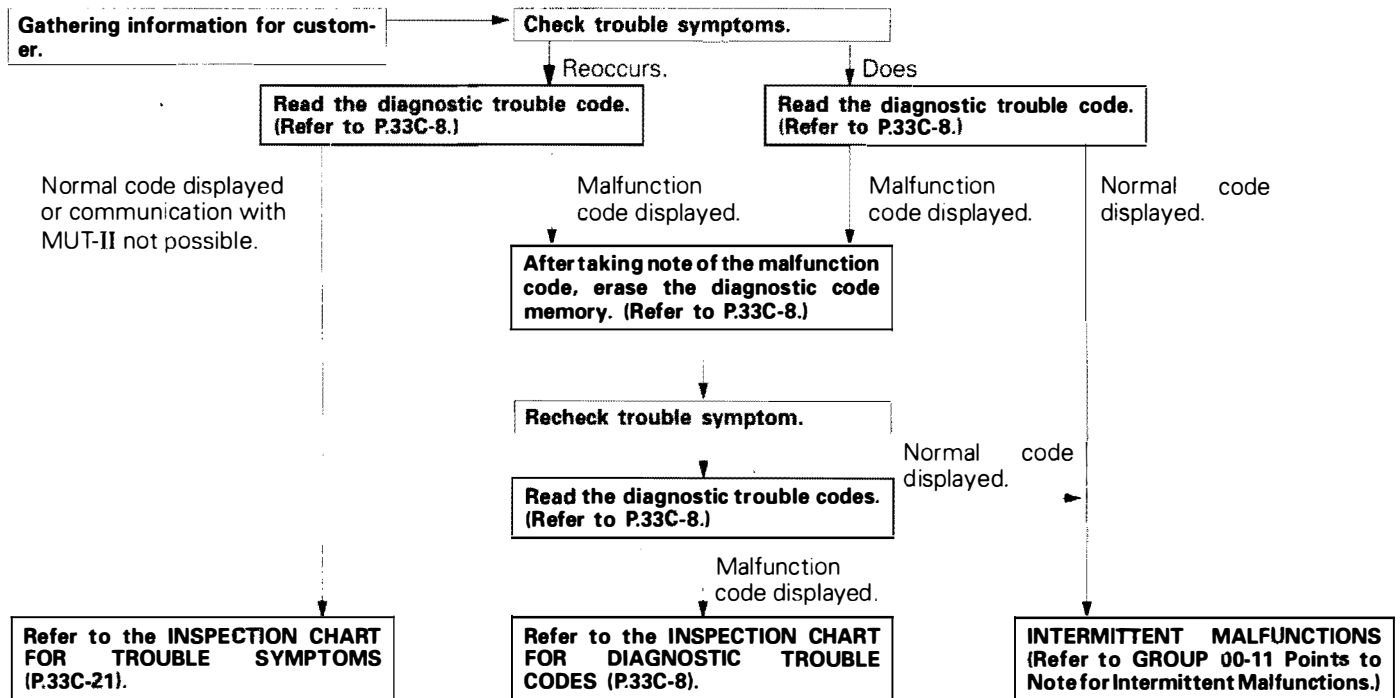 Gathering information for custom-
er.
Check trouble symptoms.
Reoccurs.
Does
Read the diagnostic trouble code.
(Refer to P.33C-8.)
Read the diagnostic trouble code.
(Refer to P.33C-8.)
Normal code displayed
or communication with
MUT-II not possible.
Malfunction
code displayed.
Malfunction
code displayed.
Normal code
displayed.
After taking note of the malfunction
code, erase the diagnostic code
memory. (Refer to P.33C-8.)
Recheck trouble symptom.
Normal code
displayed.
Read the diagnostic trouble codes.
(Refer to P.33C-8.)
Malfunction
code displayed.
Refer to the INSPECTION CHART
FOR TROUBLE SYMPTOMS
(P.33C-21).
Refer to the INSPECTION CHART
FOR DIAGNOSTIC TROUBLE
CODES (P.33C-8).
INTERMITTENT MALFUNCTIONS
(Refer to GROUP 00-11 Points to
Note for Intermittent Malfunctions.)